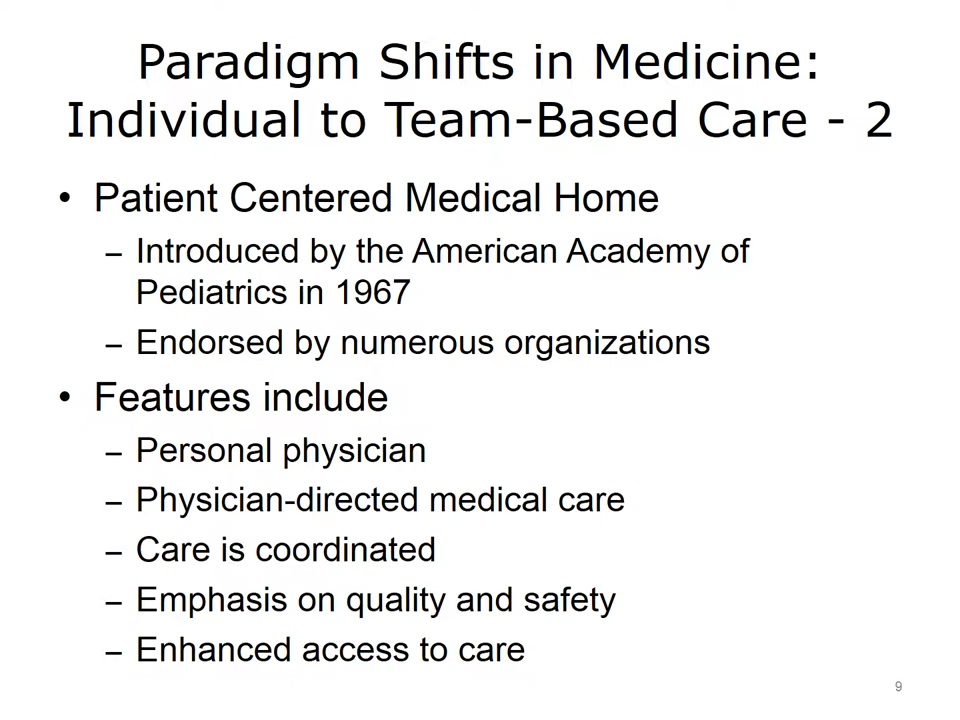 Paradigm Shifts in Medicine:
Individual to Team-Based Care - 2
• Patient Centered Medical Home
– Introduced by the American Academy of
Pediatrics in 1967
– Endorsed by numerous organizations
• Features include
– Personal physician
– Physician-directed medical care
– Care is coordinated
– Emphasis on quality and safety
– Enhanced access to care
9